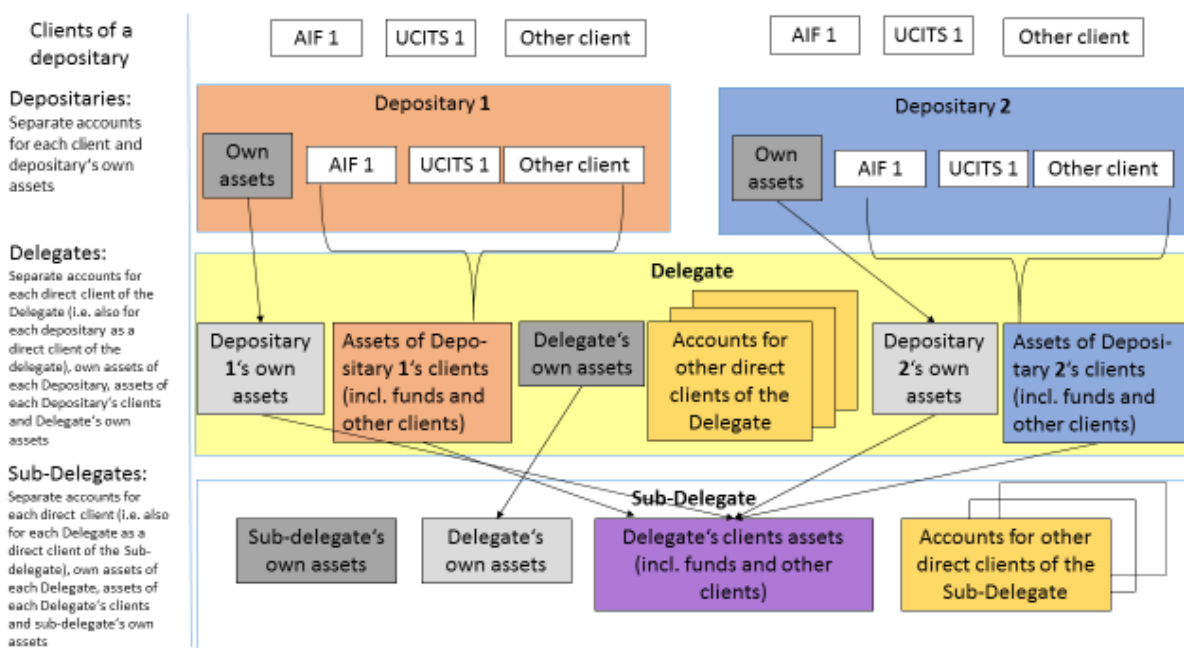 Clients of a
depositary
AIF 1
UCITS 1
Other client
AIF 1
UCITS 1
Other client
Depositaries:
Separate accounts
for each client and
depositary's own
assets
Depositary 1
Own
assets
AIF 1
UCITS 1
Other client
Depositary 2
Own
assets
AIF 1
UCITS 1
Other client
Delegates:
Separate accounts for
each direct client of the
Delegate (i.e. also for
each depositary as a
direct client of the
delegate), own assets of
each Depositary, assets of
each Depositary's clients
and Delegate's own
assets
Delegate
Depositary
1's own
assets
Assets of Depo-
sitary 1's clients
(incl. funds and
other clients)
Delegate's
own assets
Accounts for
other direct
clients of the
Delegate
Depositary
2's own
assets
Assets of Deposi-
tary 2's clients
(incl. funds and
other clients)
Sub-Delegates:
Separate accounts for
each direct client (i.e. also
for each Delegate as a
direct client of the Sub-
delegate), own assets of
each Delegate, assets of
each Delegate's clients
and sub-delegate's own
assets
Sub-Delegate
Sub-delegate's
own assets
Delegate's
own assets
Delegate's clients assets
(incl. funds and other
clients)
Accounts for other
direct clients of the
Sub-Delegate